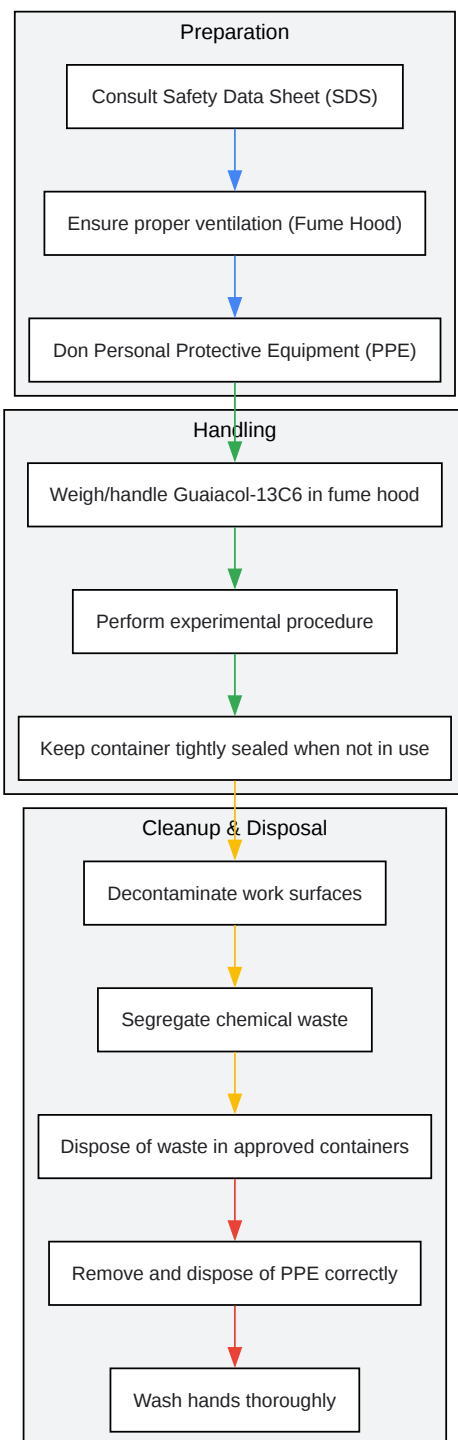 Preparation
Consult Safety Data Sheet (SDS)
Ensure proper ventilation (Fume Hood)
Don Personal Protective Equipment (PPE)
Handling
Weigh/handle Guaiacol-13C6 in fume hood
Perform experimental procedure
Keep container tightly sealed when not in use
Cleanup & Disposal
Decontaminate work surfaces
Segregate chemical waste
Dispose of waste in approved containers
Remove and dispose of PPE correctly
Wash hands thoroughly